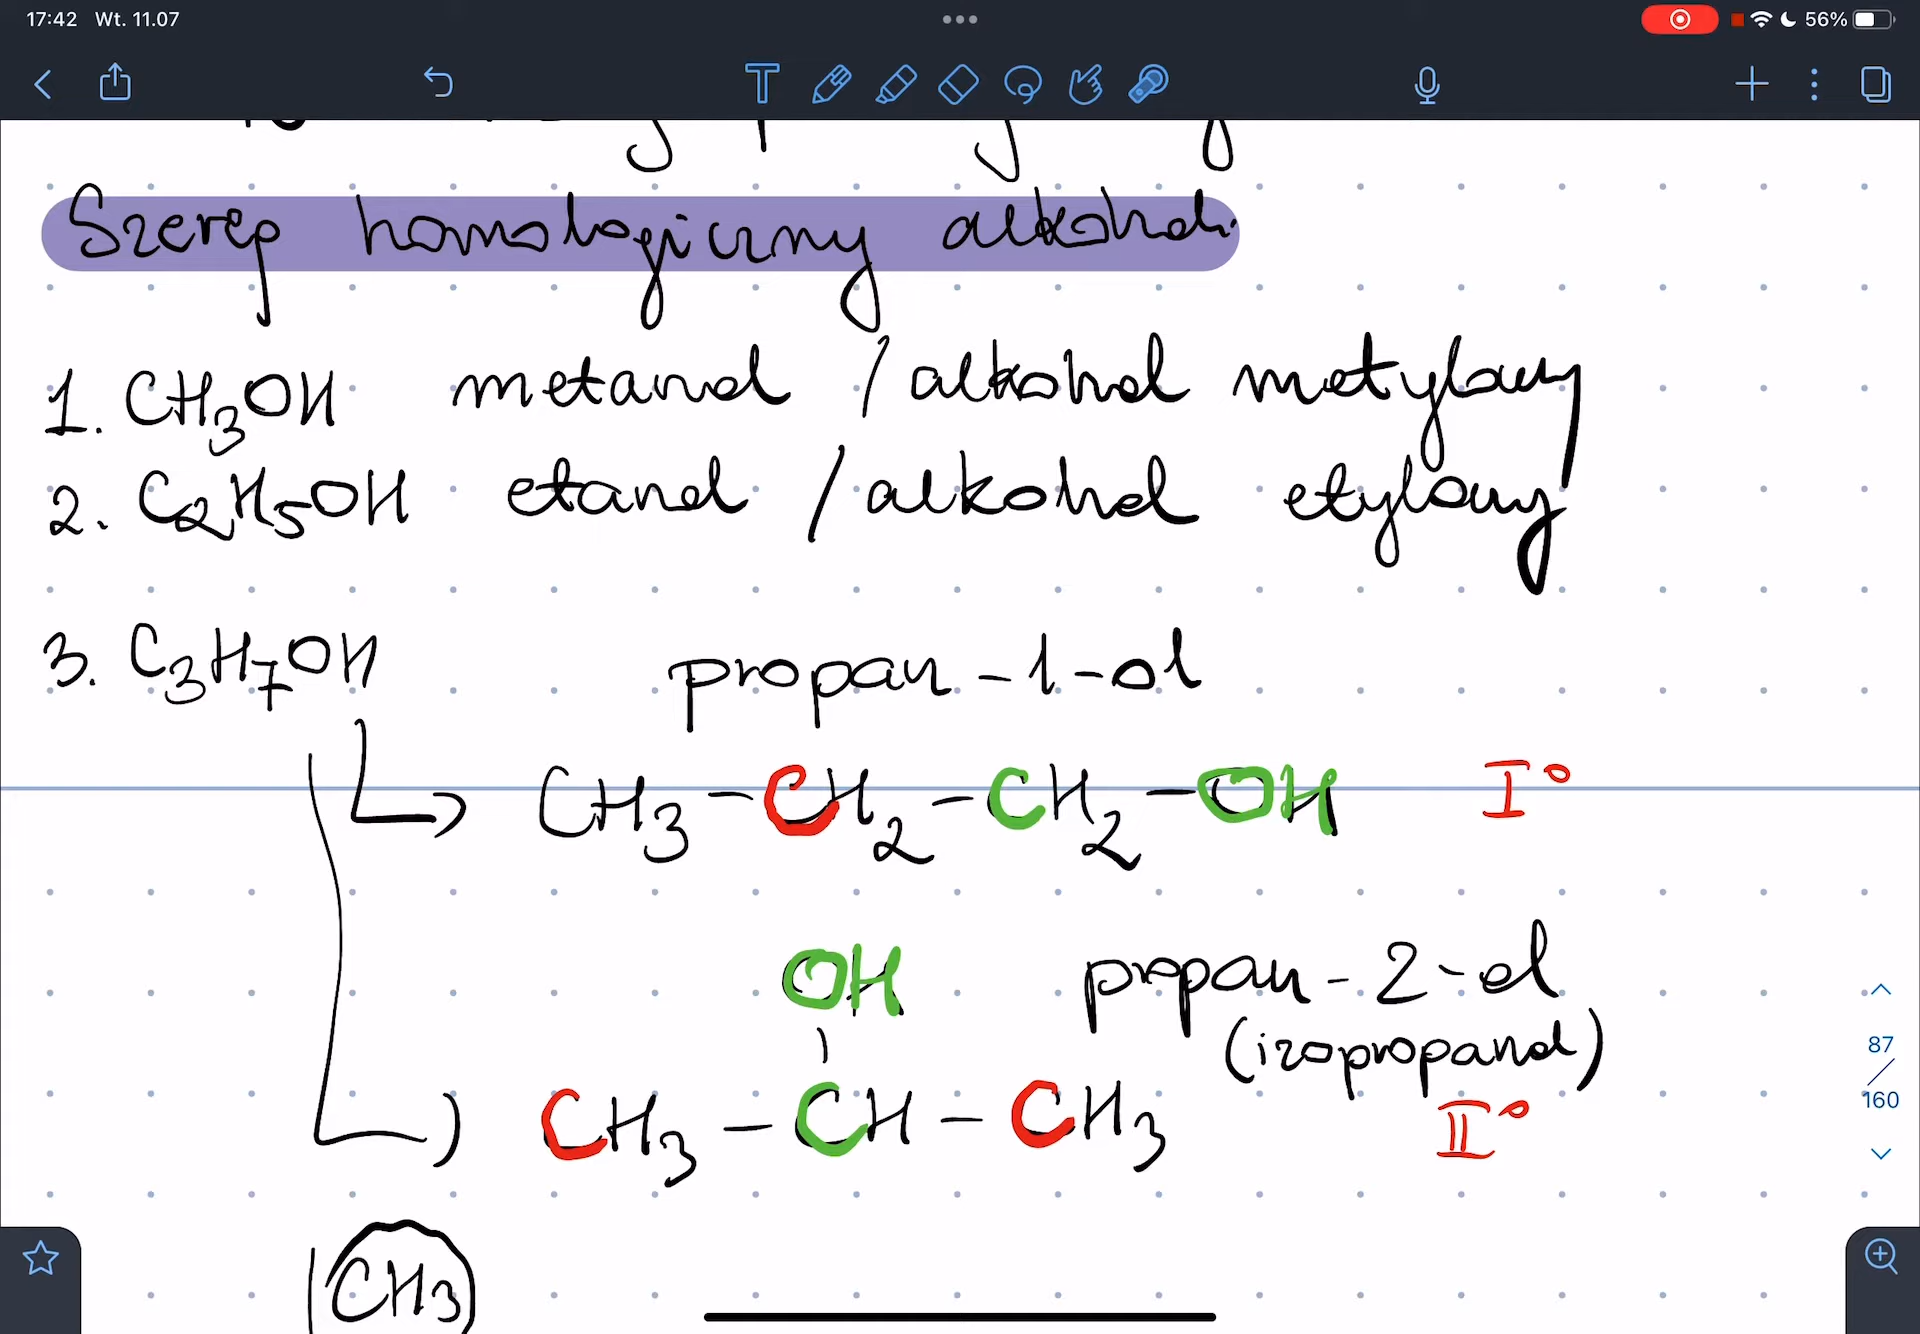 17:42 Wt. 11.07 56%
Szereg homologiczny alkoholi
1. CH3OH metanol / alkohol metylowy
2. C2H5OH etanol / alkohol etylowy
3. C3H7OH propan-1-ol
CH3-CH2-CH2-OH I°
OH propan-2-ol
(izopropanol)
CH3-CH-CH3 II°
87
/
160
CH3